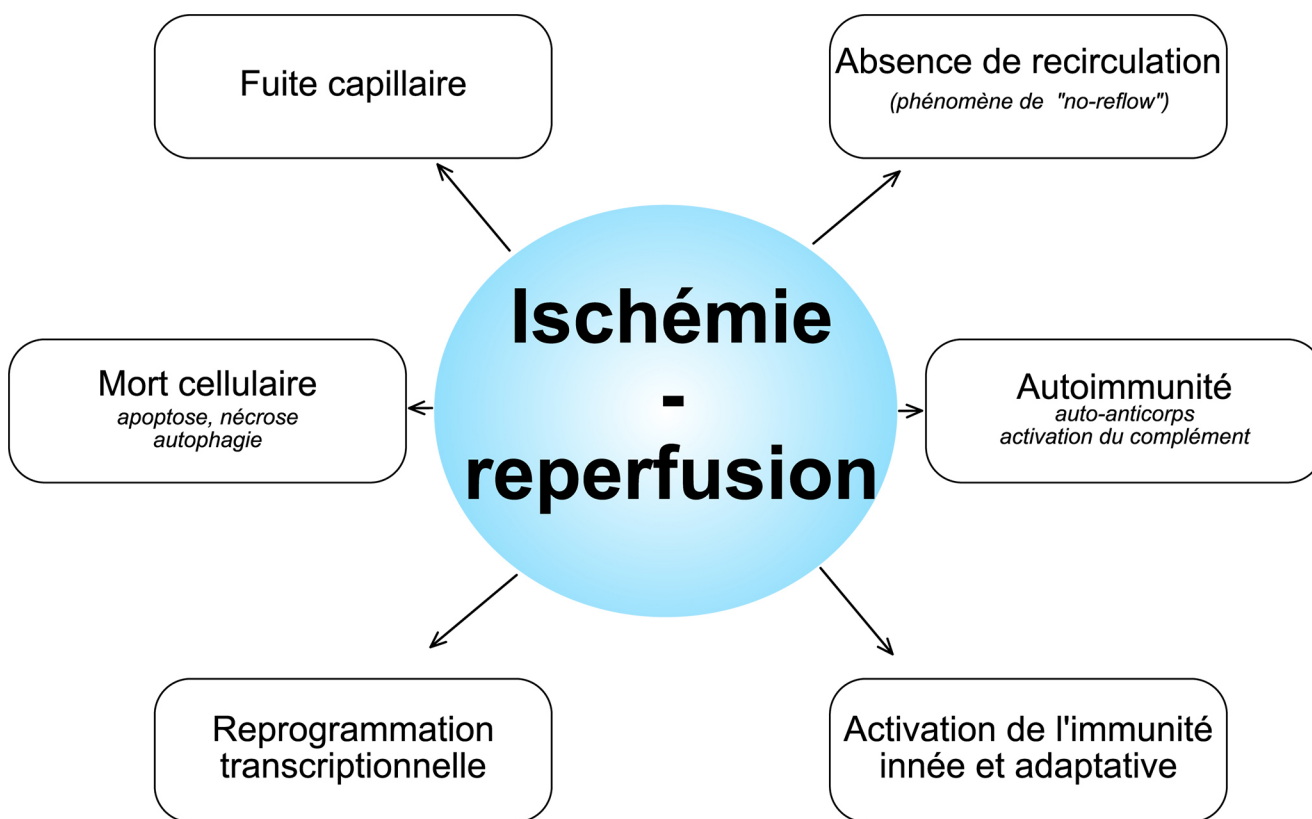 Fuite capillaire
Absence de recirculation
(phénomène de "no-reflow")
Ischémie
-
reperfusion
Mort cellulaire
apoptose, nécrose
autophagie
Autoimmunité
auto-anticorps
activation du complément
Reprogrammation
transcriptionnelle
Activation de l'immunité
innée et adaptative